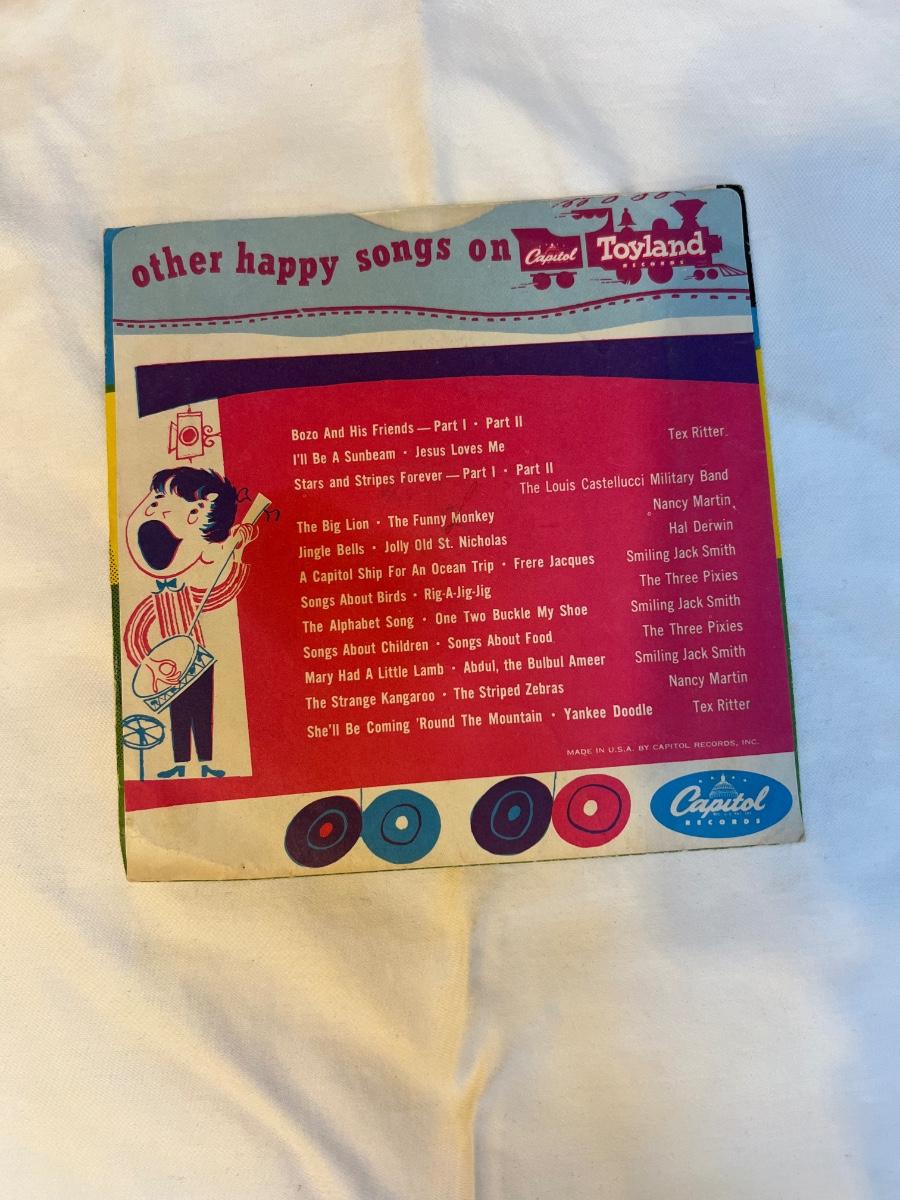 other happy songs on Capitol Toyland
RECORDS
Bozo And His Friends — Part I • Part II
I'll Be A Sunbeam • Jesus Loves Me Tex Ritter
Stars and Stripes Forever — Part I • Part II
The Louis Castellucci Military Band
The Big Lion • The Funny Monkey Nancy Martin
Jingle Bells • Jolly Old St. Nicholas Hal Derwin
A Capitol Ship For An Ocean Trip • Frere Jacques Smiling Jack Smith
Songs About Birds • Rig-A-Jig-Jig The Three Pixies
The Alphabet Song • One Two Buckle My Shoe Smiling Jack Smith
Songs About Children • Songs About Food The Three Pixies
Mary Had A Little Lamb • Abdul, the Bulbul Ameer Smiling Jack Smith
The Strange Kangaroo • The Striped Zebras Nancy Martin
She'll Be Coming 'Round The Mountain • Yankee Doodle Tex Ritter
MADE IN U.S.A. BY CAPITOL RECORDS, INC.
Capitol
RECORDS